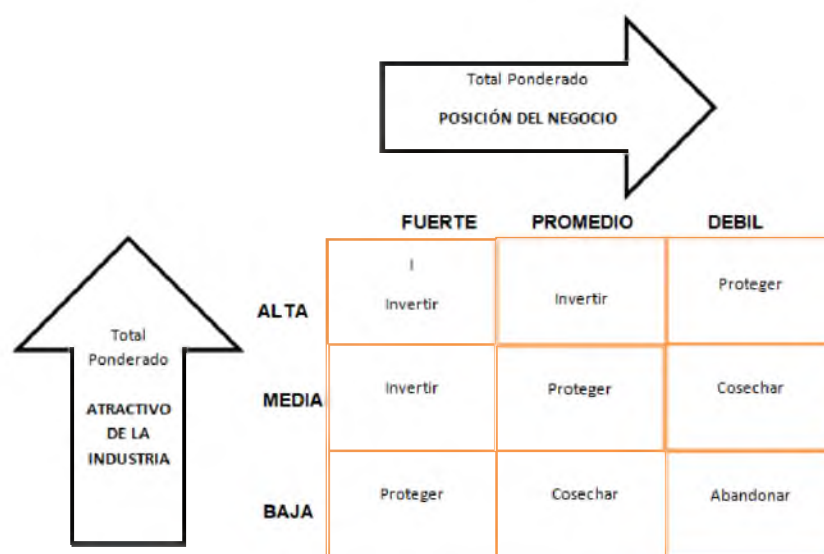 Total Ponderado
POSICIÓN DEL NEGOCIO
FUERTE PROMEDIO DEBIL
Total
Ponderado
ATRACTIVO
DE LA
INDUSTRIA
ALTA
I
Invertir Invertir Proteger
MEDIA Invertir Proteger Cosechar
BAJA Proteger Cosechar Abandonar